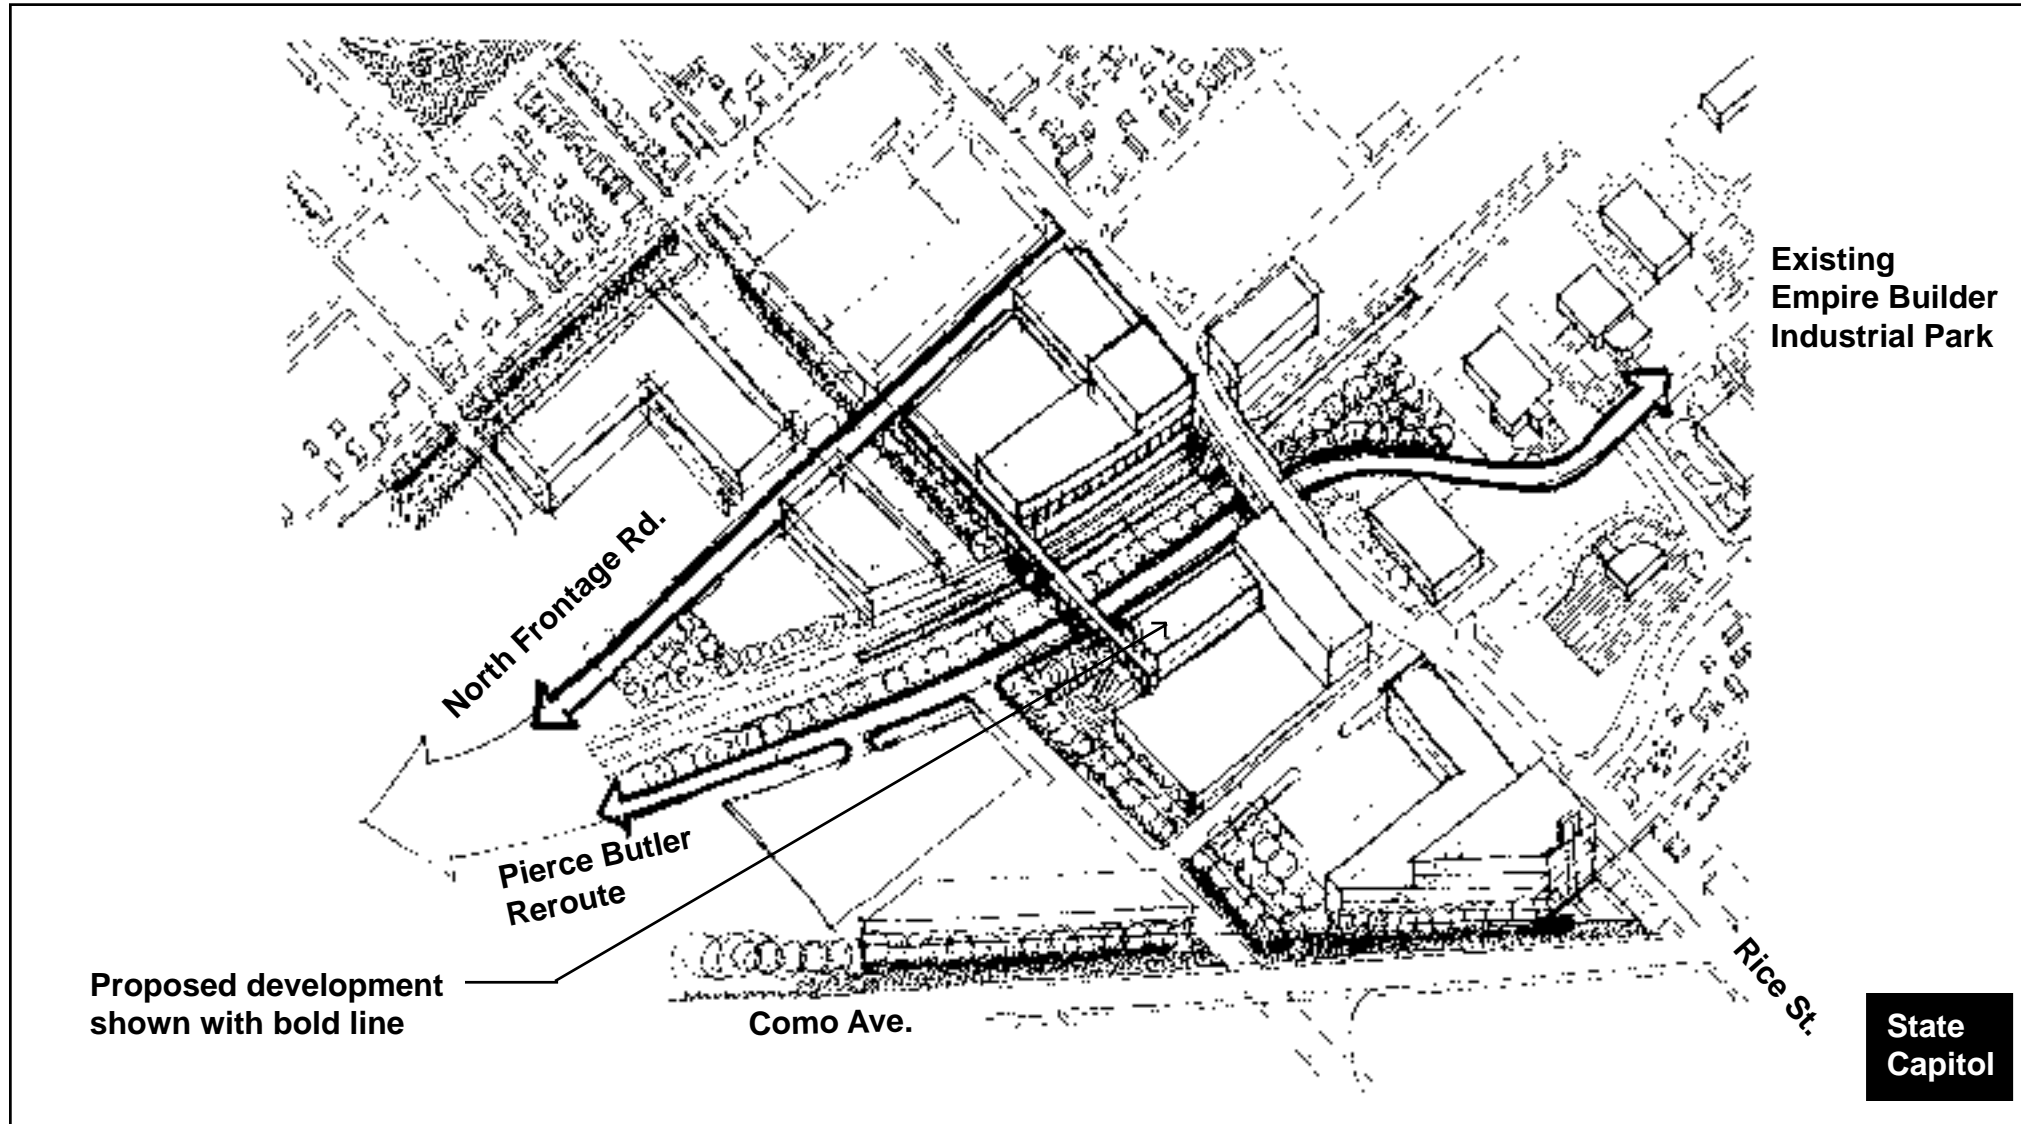 Existing
Empire Builder
Industrial Park
North Frontage Rd.
Pierce Butler
Reroute
Proposed development
shown with bold line
Como Ave.
Rice St.
State
Capitol